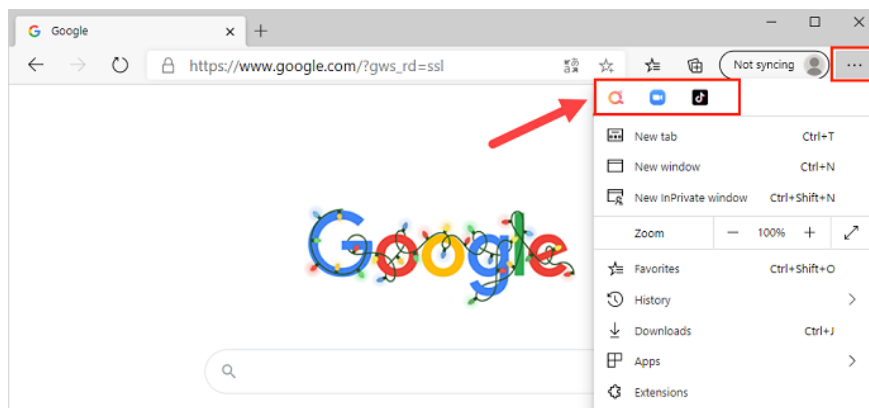 Google
https://www.google.com/?gws_rd=ssl
Not syncing
New tab Ctrl+T
New window Ctrl+N
New InPrivate window Ctrl+Shift+N
Zoom 100%
Google
Favorites Ctrl+Shift+O
History
Downloads Ctrl+J
Apps
Extensions